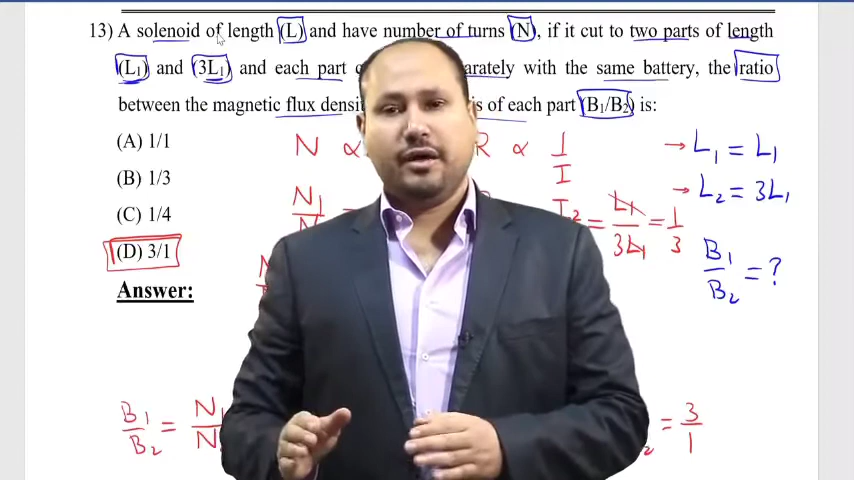 13) A solenoid of length (L) and have number of turns (N), if it cut to two parts of length
(L₁) and (3L₁) and each part with the same battery, the ratio
between the magnetic flux of each part (B₁/B₂) is:
(A) 1/1
(B) 1/3
(C) 1/4
(D) 3/1
Answer:
N ∝ R ∝ 1/I
→ L₁ = L₁
→ L₂ = 3L₁
N₁ I₂ = L₁/3L₁ = 1/3
B₁/B₂ = ?
B₁/B₂ = N₁ = 3/1